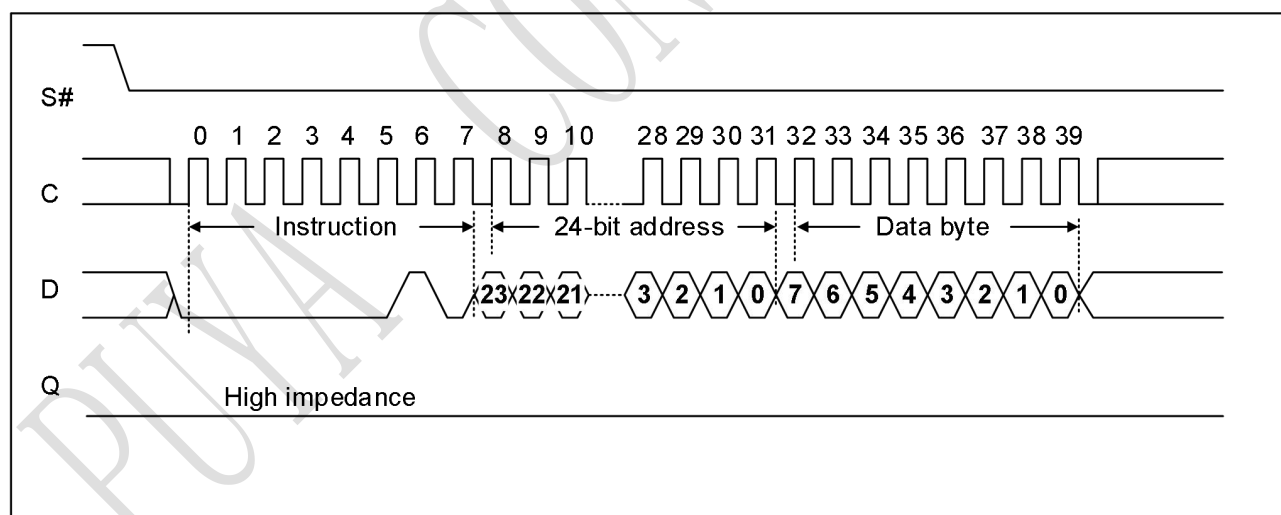 S#
0 1 2 3 4 5 6 7 8 9 10 28 29 30 31 32 33 34 35 36 37 38 39
C
Instruction 24-bit address Data byte
D 23 22 21 3 2 1 0 7 6 5 4 3 2 1 0
Q
High impedance
PUYA CON